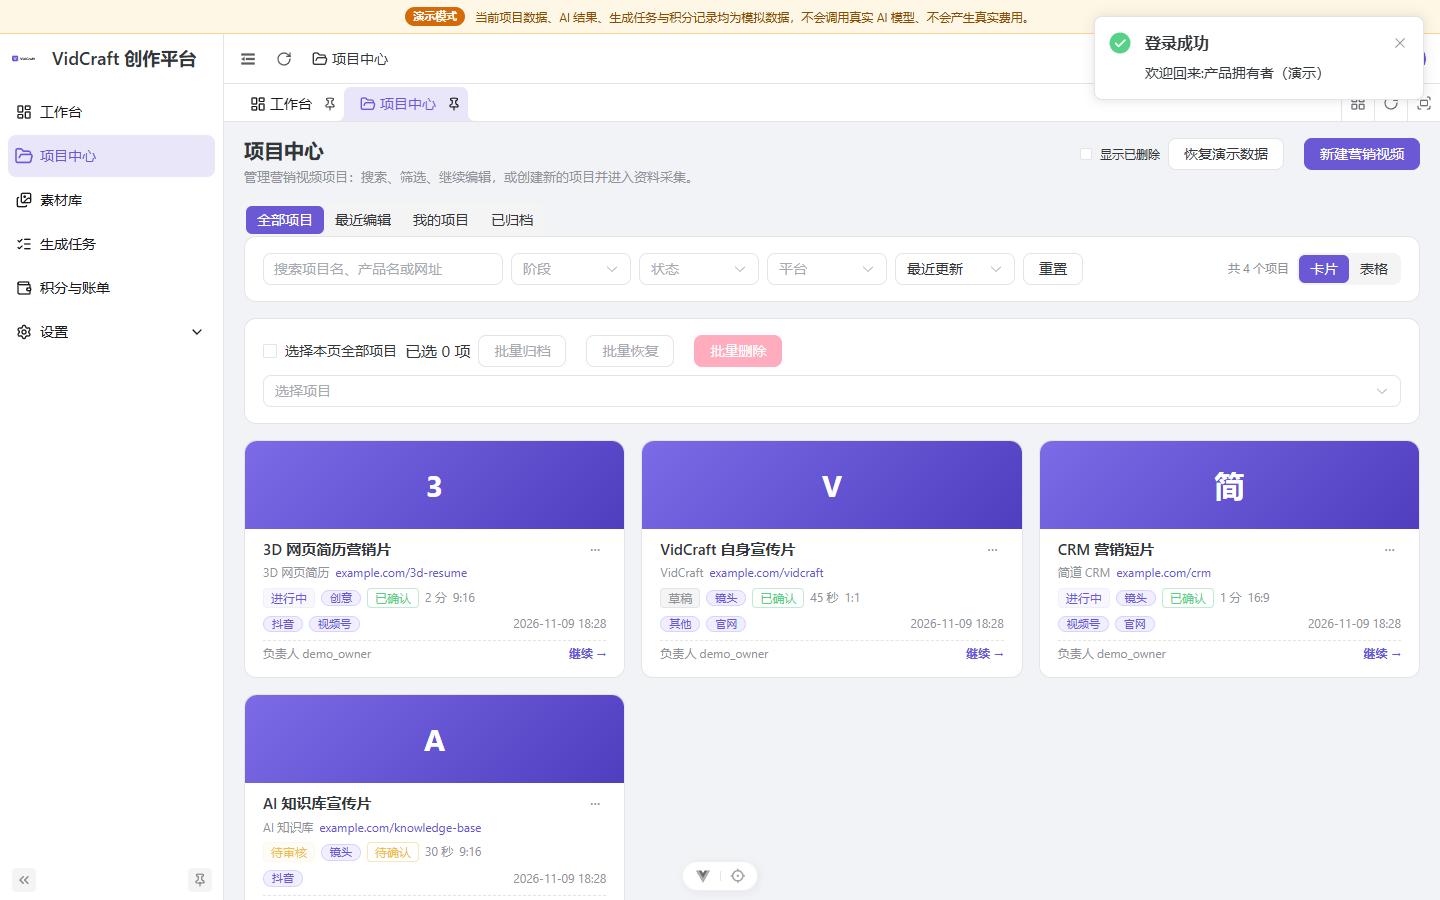 演示模式 当前项目数据、AI 结果、生成任务与积分记录均为模拟数据，不会调用真实 AI 模型、不会产生真实费用。
VidCraft 创作平台
项目中心
登录成功
欢迎回来:产品拥有者（演示）
工作台
项目中心
素材库
生成任务
积分与账单
设置
工作台 项目中心
项目中心
管理营销视频项目：搜索、筛选、继续编辑，或创建新的项目并进入资料采集。
显示已删除 恢复演示数据 新建营销视频
全部项目 最近编辑 我的项目 已归档
搜索项目名、产品名或网址 阶段 状态 平台 最近更新 重置 共 4 个项目 卡片 表格
选择本页全部项目 已选 0 项 批量归档 批量恢复 批量删除
选择项目
3
3D 网页简历营销片 ...
3D 网页简历 example.com/3d-resume
进行中 创意 已确认 2 分 9:16
抖音 视频号 2026-11-09 18:28
负责人 demo_owner 继续 →
V
VidCraft 自身宣传片 ...
VidCraft example.com/vidcraft
草稿 镜头 已确认 45 秒 1:1
其他 官网 2026-11-09 18:28
负责人 demo_owner 继续 →
简
CRM 营销短片 ...
简道 CRM example.com/crm
进行中 镜头 已确认 1 分 16:9
视频号 官网 2026-11-09 18:28
负责人 demo_owner 继续 →
A
AI 知识库宣传片 ...
AI 知识库 example.com/knowledge-base
待审核 镜头 待确认 30 秒 9:16
抖音 2026-11-09 18:28